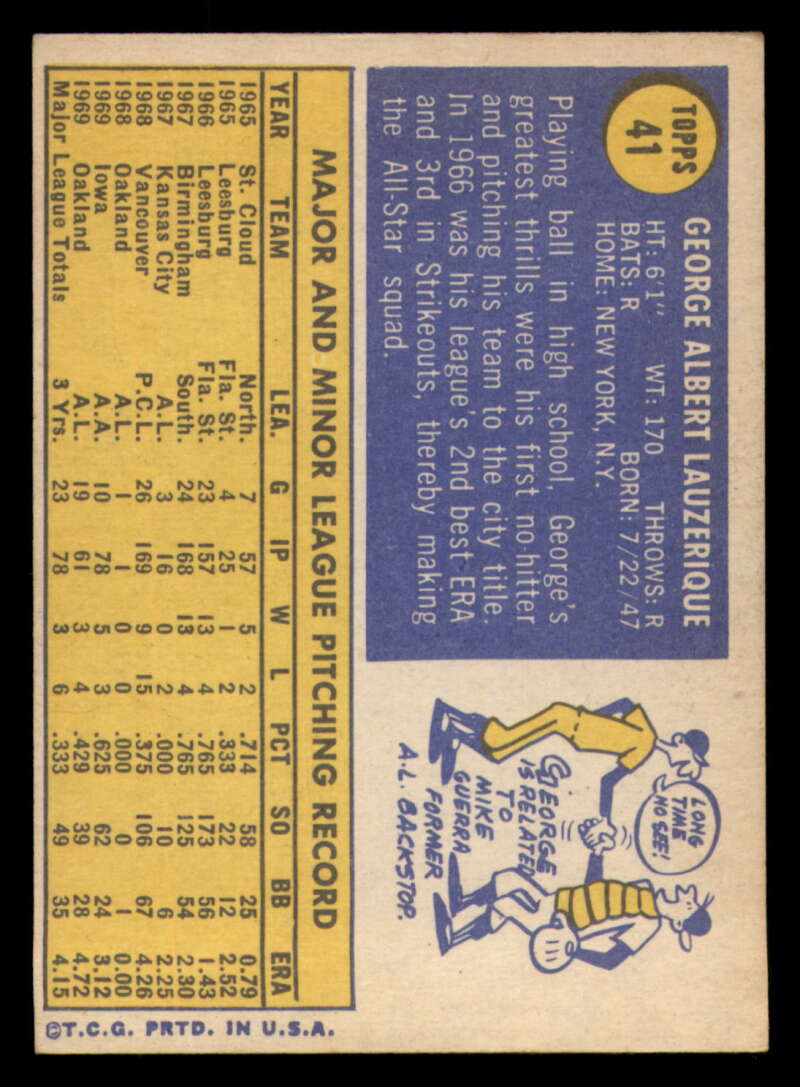 TOPPS
41
GEORGE ALBERT LAUZERIQUE
HT: 6'1" WT: 170 THROWS: R
BATS: R BORN: 7/22/47
HOME: NEW YORK, N.Y.
Playing ball in high school, George's
greatest thrills were his first no-hitter
and pitching his team to the city title.
In 1966 was his league's 2nd best ERA
and 3rd in Strikeouts, thereby making
the All-Star squad.
LONG
TIME
NO SEE!
GEORGE
IS RELATED
TO
MIKE
GUERRA
FORMER
A.L. BACKSTOP.
MAJOR AND MINOR LEAGUE PITCHING RECORD
YEAR TEAM LEA. G IP W L PCT SO BB ERA
1965 St. Cloud North. 7 57 5 2 .714 58 25 0.79
1965 Leesburg Fla. St. 4 25 1 2 .333 22 12 2.52
1966 Leesburg Fla. St. 23 157 13 4 .765 173 56 1.43
1967 Birmingham South. 24 168 13 4 .765 125 54 2.30
1967 Kansas City A.L. 3 16 0 2 .000 10 6 2.25
1968 Vancouver P.C.L. 26 169 9 15 .375 106 67 4.26
1968 Oakland A.L. 1 1 0 0 .000 0 1 0.00
1969 Iowa A.A. 10 78 5 3 .625 62 24 3.12
1969 Oakland A.L. 19 61 3 4 .429 39 28 4.72
Major League Totals 3 Yrs. 23 78 3 6 .333 49 35 4.15
©T.C.G. PRTD. IN U.S.A.